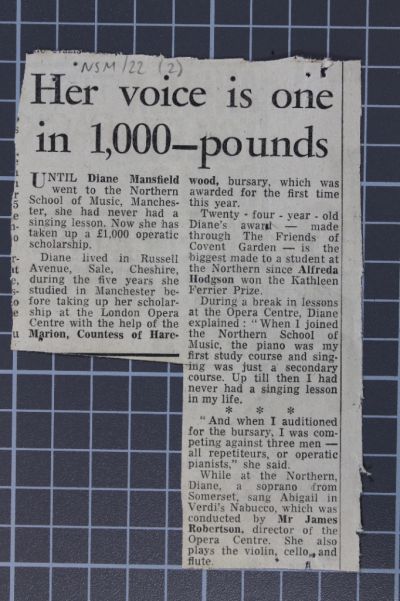 NSM/22 (2)
Her voice is one
in 1,000—pounds
UNTIL Diane Mansfield
went to the Northern
School of Music, Manches-
ter, she had never had a
singing lesson. Now she has
taken up a £1,000 operatic
scholarship.
Diane lived in Russell
Avenue, Sale, Cheshire,
during the five years she
studied in Manchester be-
fore taking up her scholar-
ship at the London Opera
Centre with the help of the
Marion, Countess of Hare-
wood, bursary, which was
awarded for the first time
this year.
Twenty - four - year - old
Diane's award — made
through The Friends of
Covent Garden — is the
biggest made to a student at
the Northern since Alfreda
Hodgson won the Kathleen
Ferrier Prize.
During a break in lessons
at the Opera Centre, Diane
explained : " When I joined
the Northern School of
Music, the piano was my
first study course and sing-
ing was just a secondary
course. Up till then I had
never had a singing lesson
in my life.
* * *
" And when I auditioned
for the bursary, I was com-
peting against three men —
all repetiteurs, or operatic
pianists," she said.
While at the Northern,
Diane, a soprano from
Somerset, sang Abigail in
Verdi's Nabucco, which was
conducted by Mr James
Robertson, director of the
Opera Centre. She also
plays the violin, cello, and
flute.